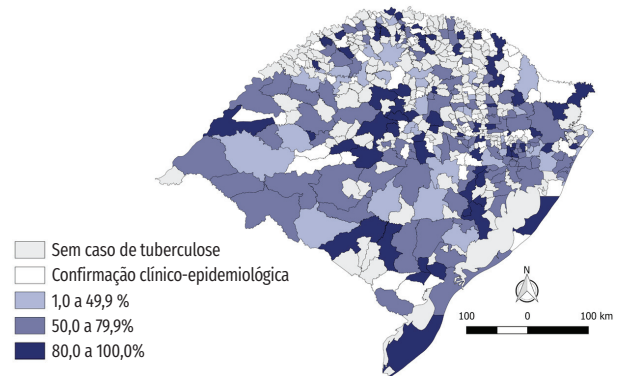 Sem caso de tuberculose
Confirmação clínico-epidemiológica
1,0 a 49,9 %
50,0 a 79,9%
80,0 a 100,0%
N
100 0 100 km